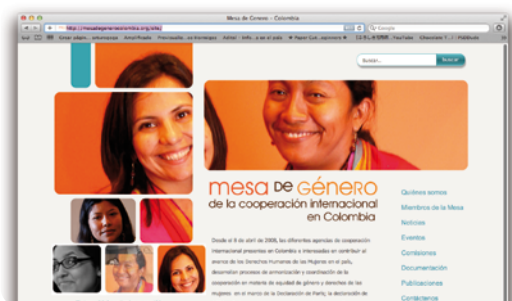 Mesa de Genero - Colombia
http://mesadegenerocolombia.org/site/
Google
Buscar...
buscar
mesa DE GÉNERO
de la cooperación internacional
en Colombia
Quiénes somos
Miembros de la Mesa
Noticias
Eventos
Comisiones
Documentación
Publicaciones
Contáctenos
Desde el 9 de abril de 2008, las diferentes agencias de cooperación
internacional presentes en Colombia e interesadas en contribuir al
avance de los Derechos Humanos de las Mujeres en el país,
desarrollan procesos de armonización y coordinación de la
cooperación en materia de equidad de género y derechos de las
mujeres en el marco de la Declaración de París; la declaración de